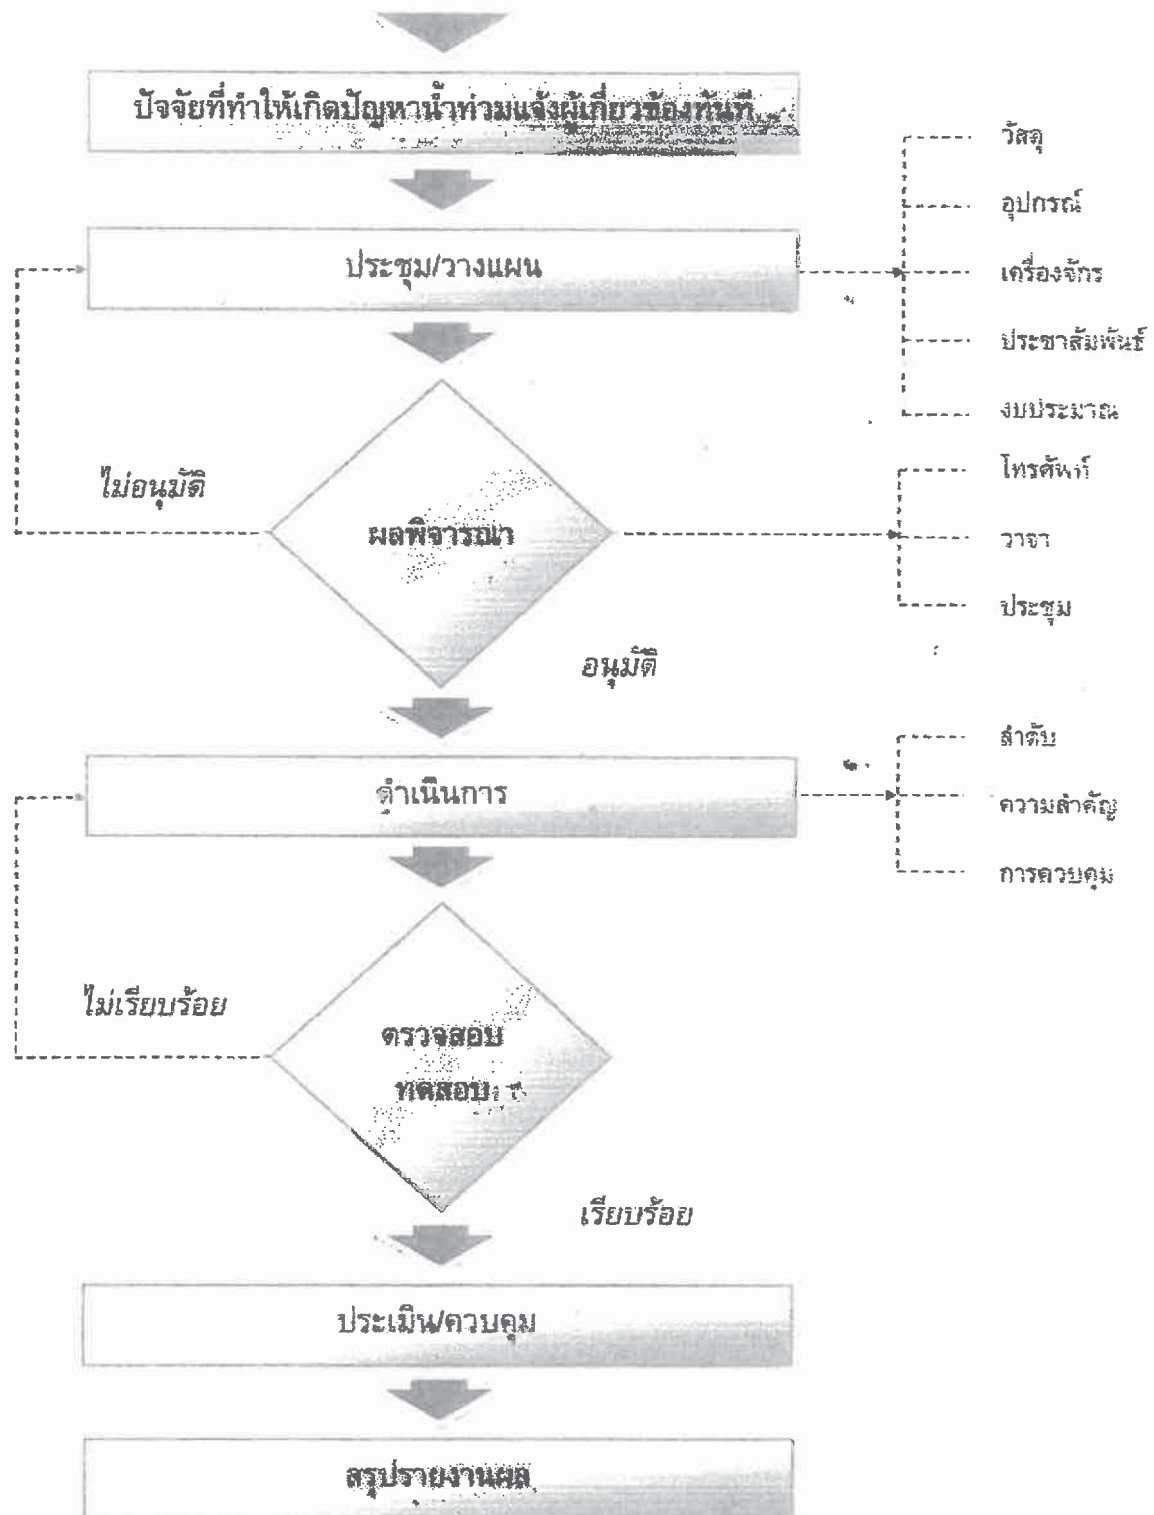 ปัจจัยที่ทำให้เกิดปัญหาน้ำท่วมแจ้งผู้เกี่ยวข้องทันที
วัสดุ
อุปกรณ์
ประชุม/วางแผน
เครื่องจักร
ประชาสัมพันธ์
งบประมาณ
ไม่อนุมัติ
โทรศัพท์
ผลพิจารณา
วาจา
ประชุม
อนุมัติ
ลำดับ
ดำเนินการ
ความสำคัญ
การควบคุม
ไม่เรียบร้อย
ตรวจสอบ
ทดสอบ
เรียบร้อย
ประเมิน/ควบคุม
สรุปรายงานผล